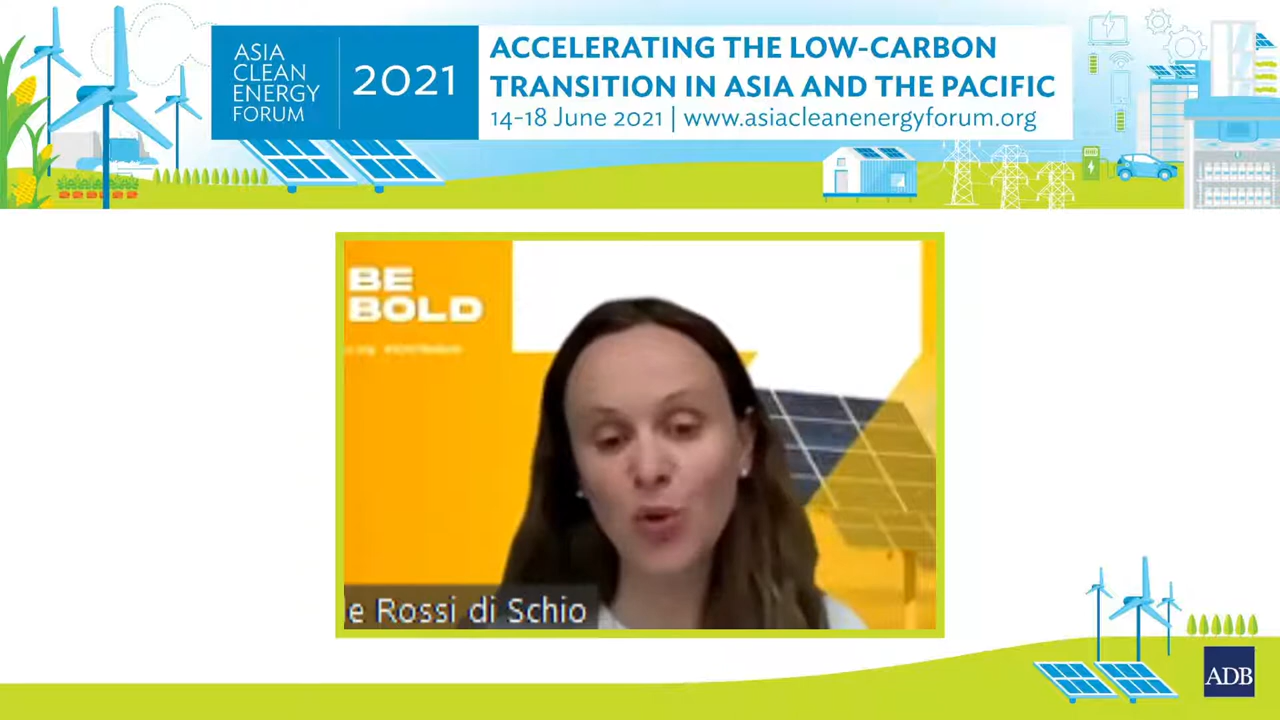 ASIA
CLEAN
ENERGY
FORUM
2021
ACCELERATING THE LOW-CARBON
TRANSITION IN ASIA AND THE PACIFIC
14-18 June 2021 | www.asiacleanenergyforum.org
BE
BOLD
e Rossi di Schio
ADB